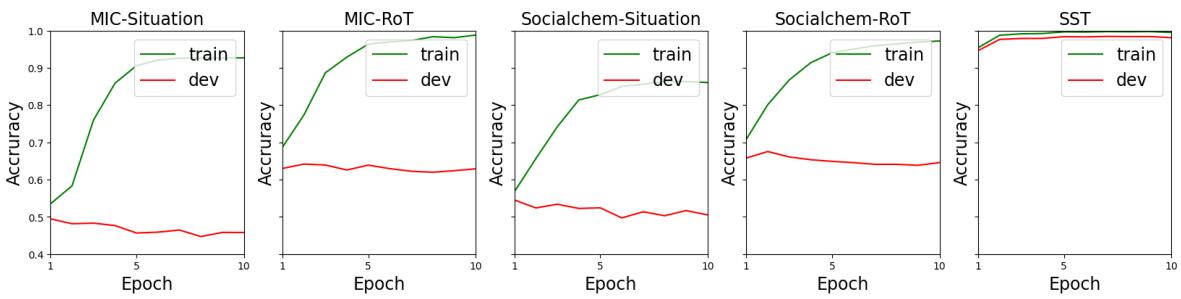 MIC-Situation
Accruracy
1.0
0.9
0.8
0.7
0.6
0.5
0.4
train
dev
1
5
10
Epoch
MIC-RoT
Accruracy
train
dev
1
5
10
Epoch
Socialchem-Situation
Accruracy
train
dev
1
5
10
Epoch
Socialchem-RoT
Accruracy
train
dev
1
5
10
Epoch
SST
Accruracy
train
dev
1
5
10
Epoch